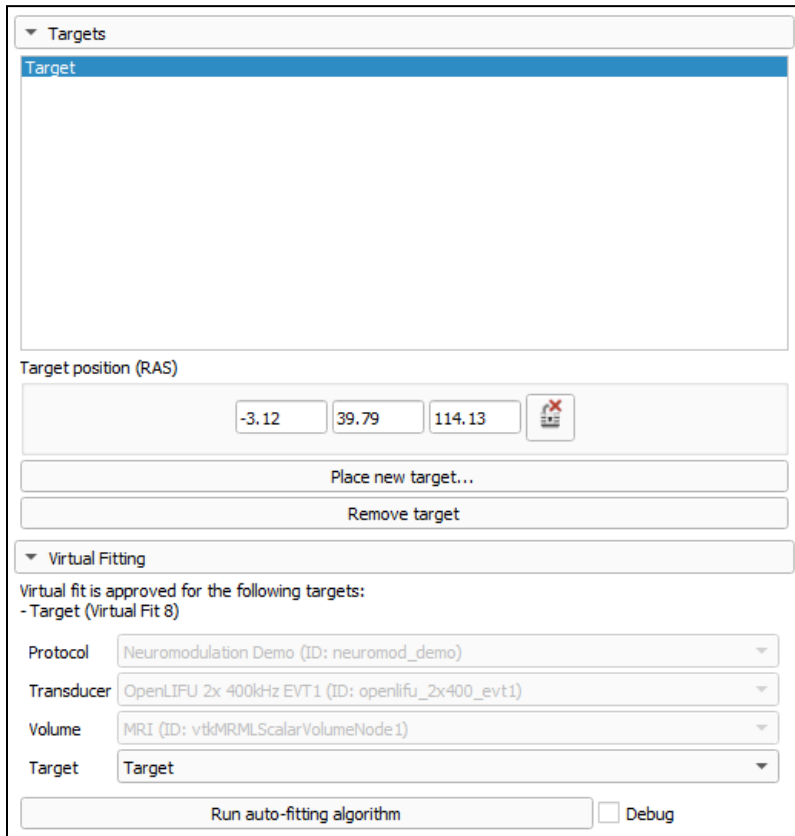 Targets
Target
Target position (RAS)
-3.12 39.79 114.13
Place new target...
Remove target
Virtual Fitting
Virtual fit is approved for the following targets:
- Target (Virtual Fit 8)
Protocol Neuromodulation Demo (ID: neuromod_demo)
Transducer OpenLIFU 2x 400kHz EVT1 (ID: openlifu_2x400_evt1)
Volume MRI (ID: vtkMRMLScalarVolumeNode1)
Target Target
Run auto-fitting algorithm Debug